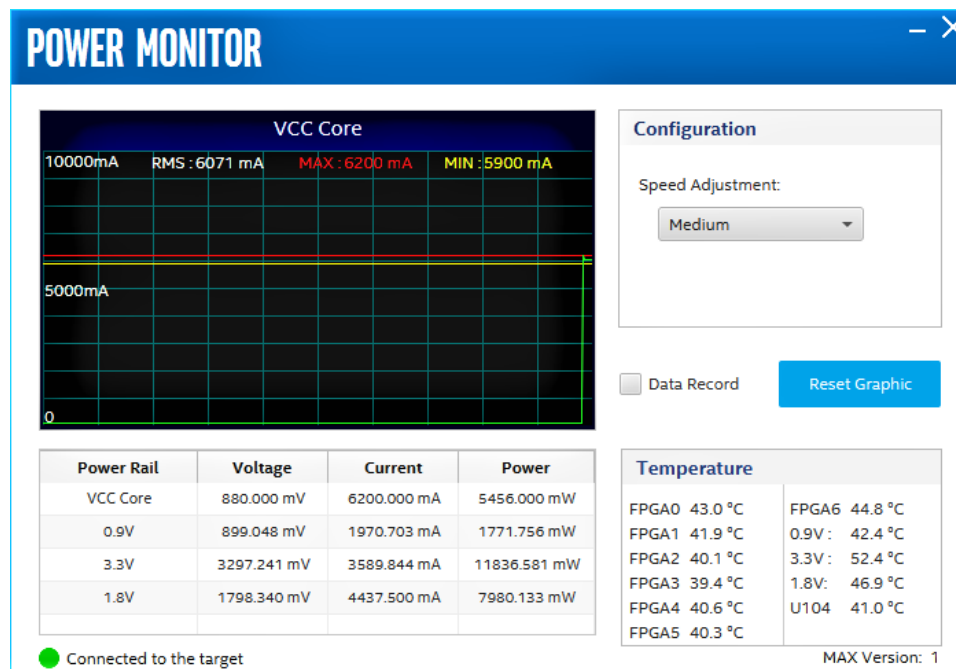 POWER MONITOR
VCC Core
10000mA RMS : 6071 mA MAX : 6200 mA MIN : 5900 mA
5000mA
0
Configuration
Speed Adjustment:
Medium
Data Record
Reset Graphic
Power Rail Voltage Current Power
VCC Core 880.000 mV 6200.000 mA 5456.000 mW
0.9V 899.048 mV 1970.703 mA 1771.756 mW
3.3V 3297.241 mV 3589.844 mA 11836.581 mW
1.8V 1798.340 mV 4437.500 mA 7980.133 mW
Temperature
FPGA0 43.0 °C FPGA6 44.8 °C
FPGA1 41.9 °C 0.9V : 42.4 °C
FPGA2 40.1 °C 3.3V : 52.4 °C
FPGA3 39.4 °C 1.8V: 46.9 °C
FPGA4 40.6 °C U104 41.0 °C
FPGA5 40.3 °C
Connected to the target
MAX Version: 1